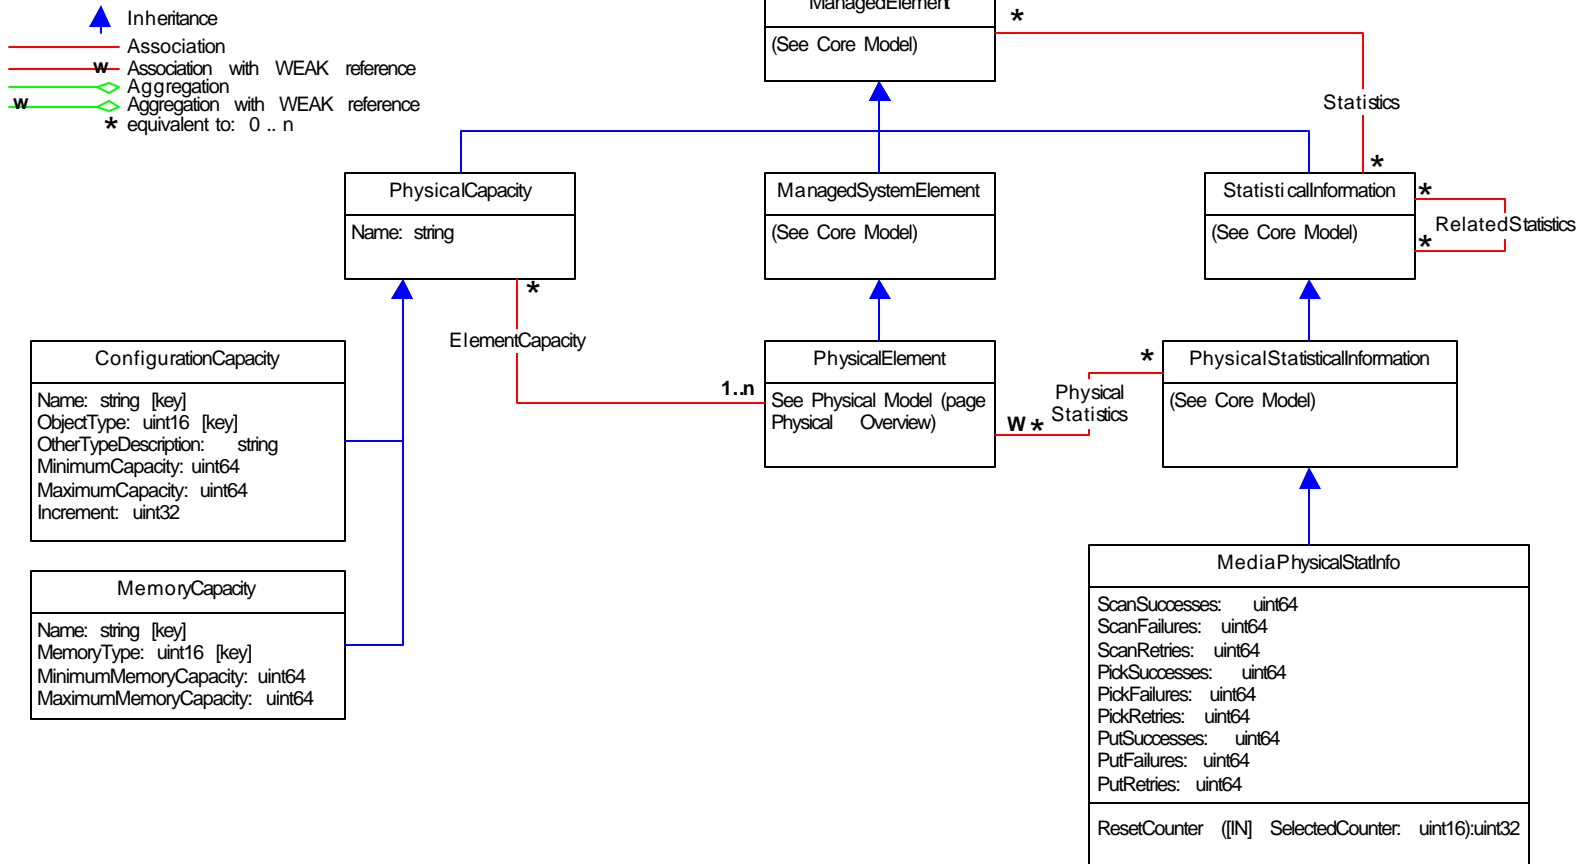 Inheritance
Association
w Association with WEAK reference
Aggregation
w Aggregation with WEAK reference
* equivalent to: 0 .. n
ManagedElement
(See Core Model)
*
Statistics
*
PhysicalCapacity
Name: string
*
ManagedSystemElement
(See Core Model)
StatisticalInformation
(See Core Model)
*
RelatedStatistics
*
ElementCapacity
1..n
ConfigurationCapacity
Name: string [key]
ObjectType: uint16 [key]
OtherTypeDescription: string
MinimumCapacity: uint64
MaximumCapacity: uint64
Increment: uint32
PhysicalElement
See Physical Model (page
Physical Overview)
w *
Physical
Statistics
*
PhysicalStatisticalInformation
(See Core Model)
MemoryCapacity
Name: string [key]
MemoryType: uint16 [key]
MinimumMemoryCapacity: uint64
MaximumMemoryCapacity: uint64
MediaPhysicalStatInfo
ScanSuccesses: uint64
ScanFailures: uint64
ScanRetries: uint64
PickSuccesses: uint64
PickFailures: uint64
PickRetries: uint64
PutSuccesses: uint64
PutFailures: uint64
PutRetries: uint64
ResetCounter ([IN] SelectedCounter: uint16):uint32